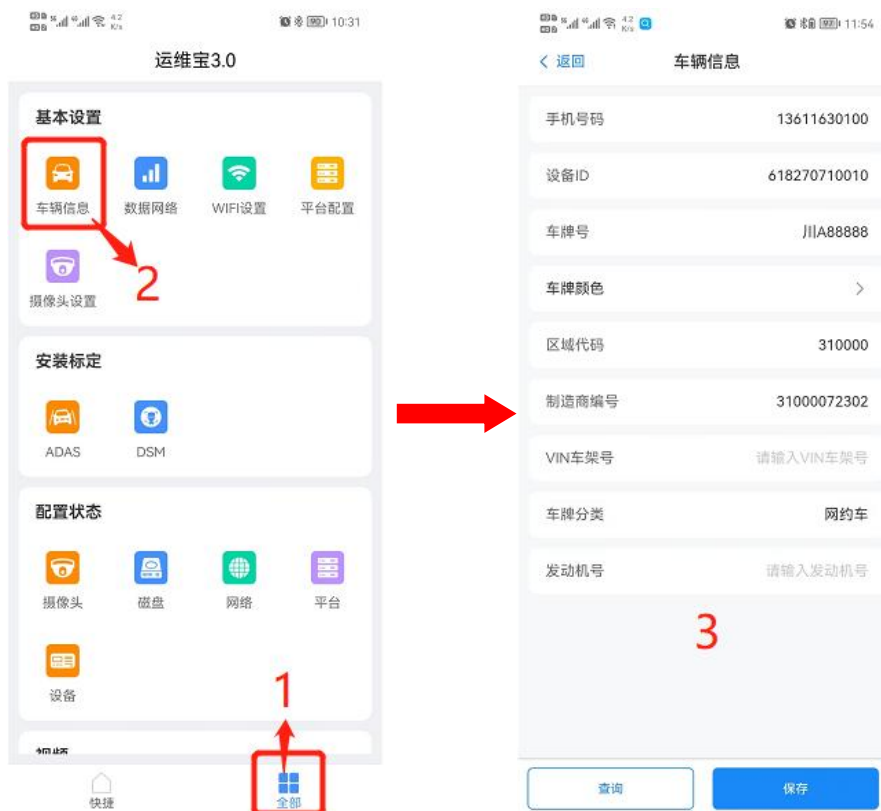 4.2
K/s
90
10:31
运维宝3.0
基本设置
车辆信息
数据网络
WIFI设置
平台配置
摄像头设置
2
安装标定
ADAS
DSM
配置状态
摄像头
磁盘
网络
平台
设备
1
视频
快捷
全部
4.2
K/s
11:54
返回
车辆信息
手机号码 13611630100
设备ID 618270710010
车牌号 川A88888
车牌颜色
区域代码 310000
制造商编号 31000072302
VIN车架号 请输入VIN车架号
车牌分类 网约车
发动机号 请输入发动机号
3
查询
保存